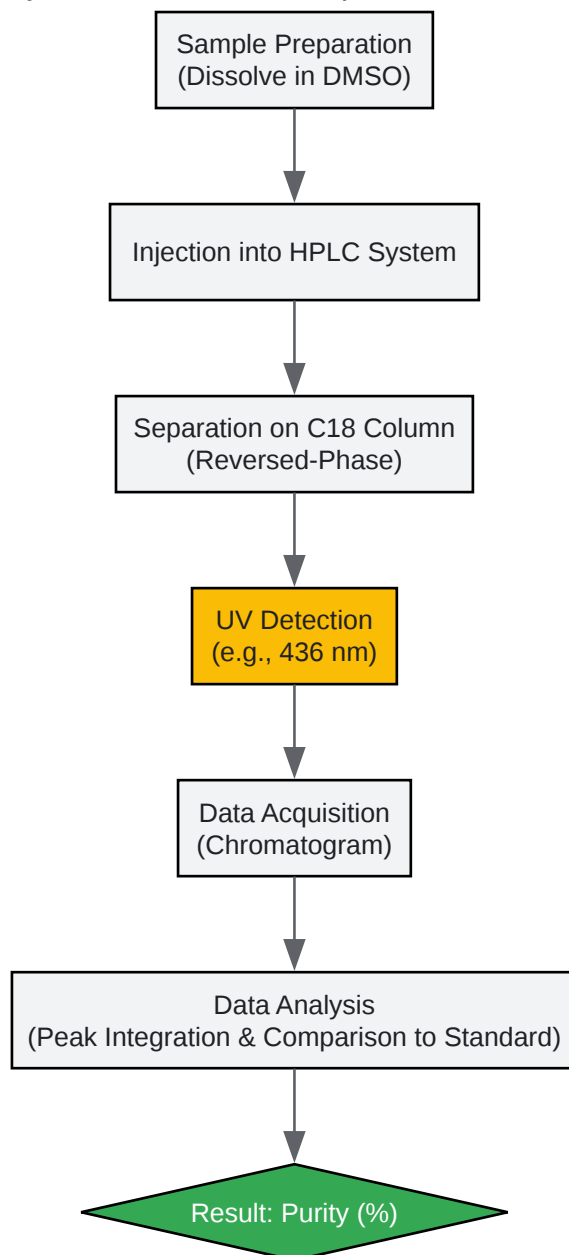 Sample Preparation
(Dissolve in DMSO)
Injection into HPLC System
Separation on C18 Column
(Reversed-Phase)
UV Detection
(e.g., 436 nm)
Data Acquisition
(Chromatogram)
Data Analysis
(Peak Integration & Comparison to Standard)
Result: Purity (%)